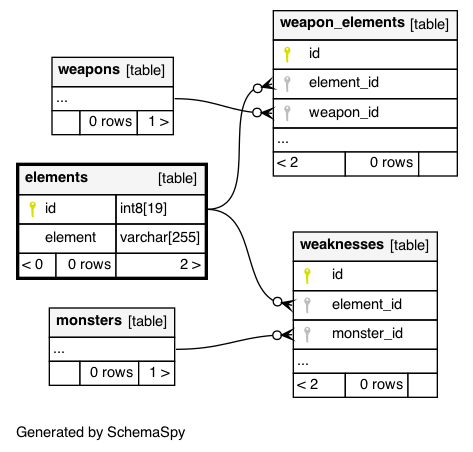 weapon_elements [table]
id
element_id
weapon_id
...
< 2 0 rows
weapons [table]
...
0 rows 1 >
elements [table]
id int8[19]
element varchar[255]
< 0 0 rows 2 >
weaknesses [table]
id
element_id
monster_id
...
< 2 0 rows
monsters [table]
...
0 rows 1 >
Generated by SchemaSpy